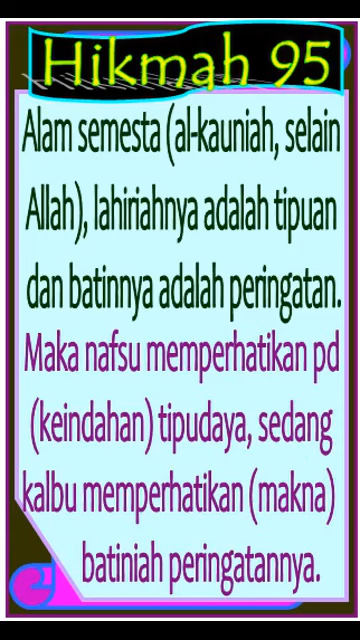 Hikmah 95
Alam semesta (al-kauniah, selain
Allah), lahiriahnya adalah tipuan
dan batinnya adalah peringatan.
Maka nafsu memperhatikan pd
(keindahan) tipudaya, sedang
kalbu memperhatikan (makna)
batiniah peringatannya.